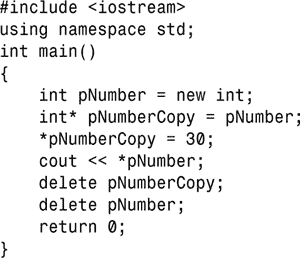 #include <iostream>
using namespace std;
int main()
{
    int pNumber = new int;
    int* pNumberCopy = pNumber;
    *pNumberCopy = 30;
    cout << *pNumber;
    delete pNumberCopy;
    delete pNumber;
    return 0;
}